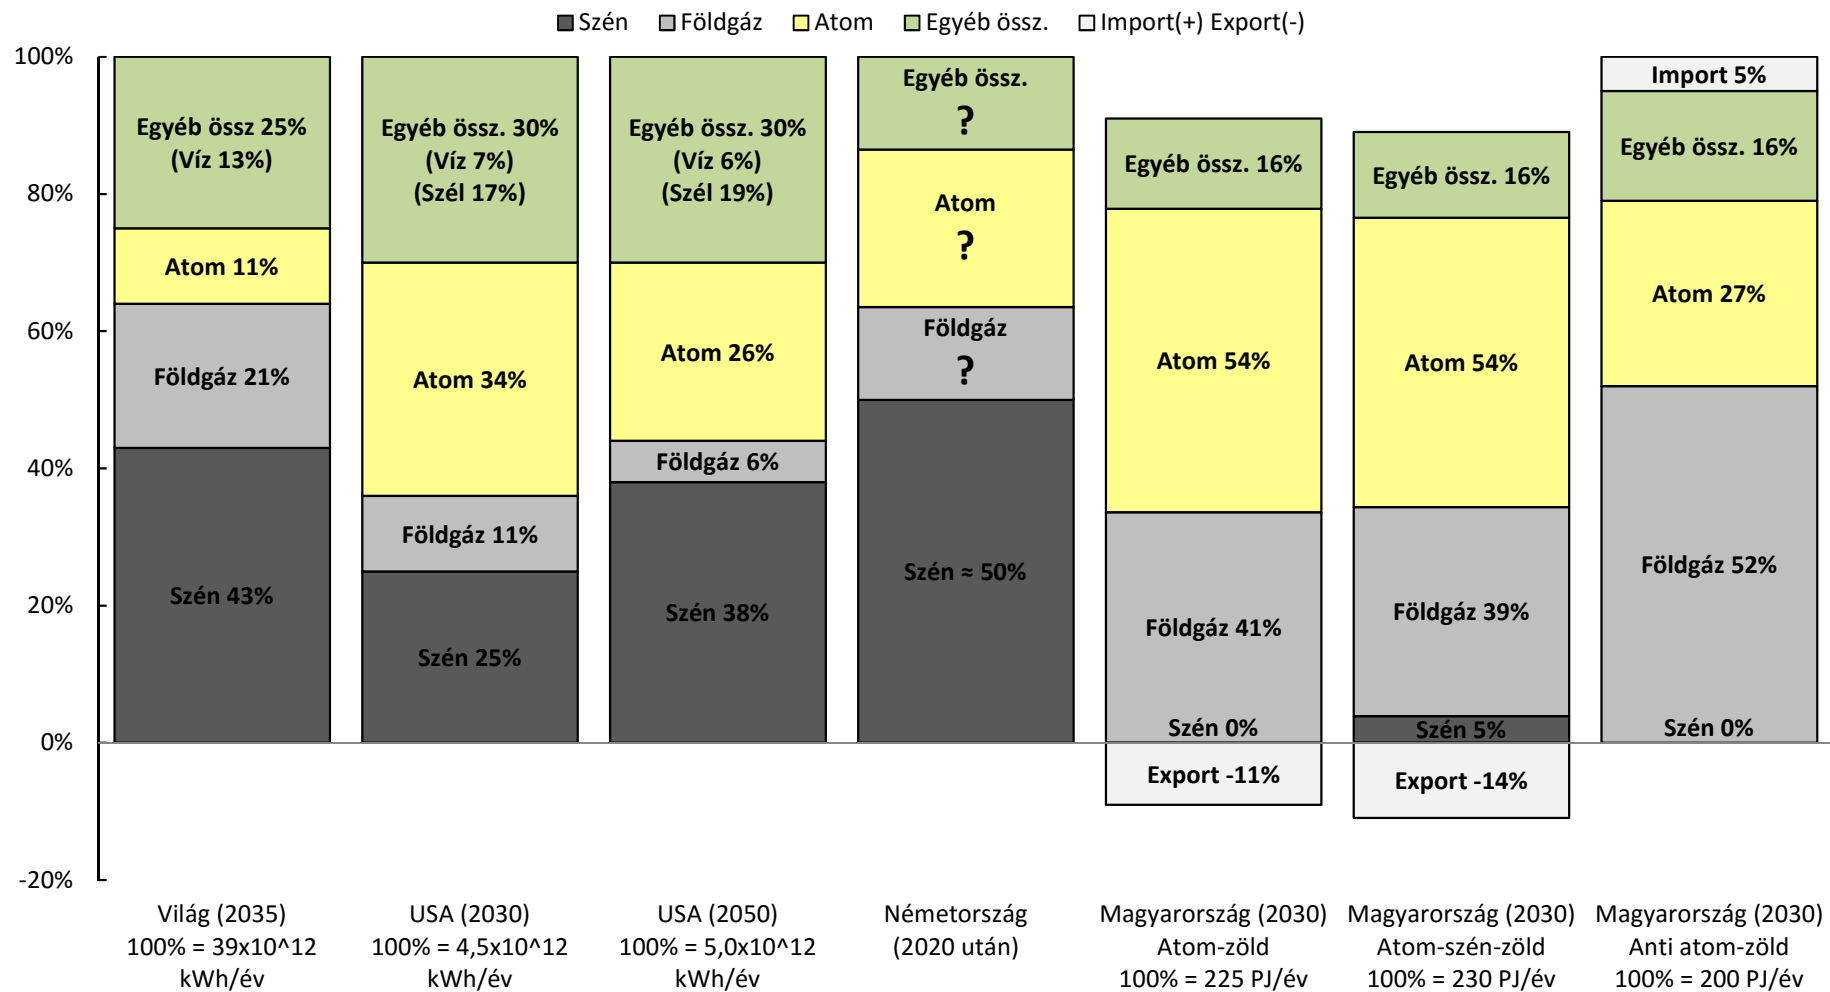 Szén Földgáz Atom Egyéb össz. Import(+) Export(-)
100%
80%
60%
40%
20%
0%
-20%
Egyéb össz 25%
(Víz 13%)
Atom 11%
Földgáz 21%
Szén 43%
Egyéb össz. 30%
(Víz 7%)
(Szél 17%)
Atom 34%
Földgáz 11%
Szén 25%
Egyéb össz. 30%
(Víz 6%)
(Szél 19%)
Atom 26%
Földgáz 6%
Szén 38%
Egyéb össz.
?
Atom
?
Földgáz
?
Szén ≈ 50%
Egyéb össz. 16%
Atom 54%
Földgáz 41%
Szén 0%
Export -11%
Egyéb össz. 16%
Atom 54%
Földgáz 39%
Szén 5%
Export -14%
Import 5%
Egyéb össz. 16%
Atom 27%
Földgáz 52%
Szén 0%
Világ (2035)
100% = 39x10^12
kWh/év
USA (2030)
100% = 4,5x10^12
kWh/év
USA (2050)
100% = 5,0x10^12
kWh/év
Németország
(2020 után)
Magyarország (2030)
Atom-zöld
100% = 225 PJ/év
Magyarország (2030)
Atom-szén-zöld
100% = 230 PJ/év
Magyarország (2030)
Anti atom-zöld
100% = 200 PJ/év